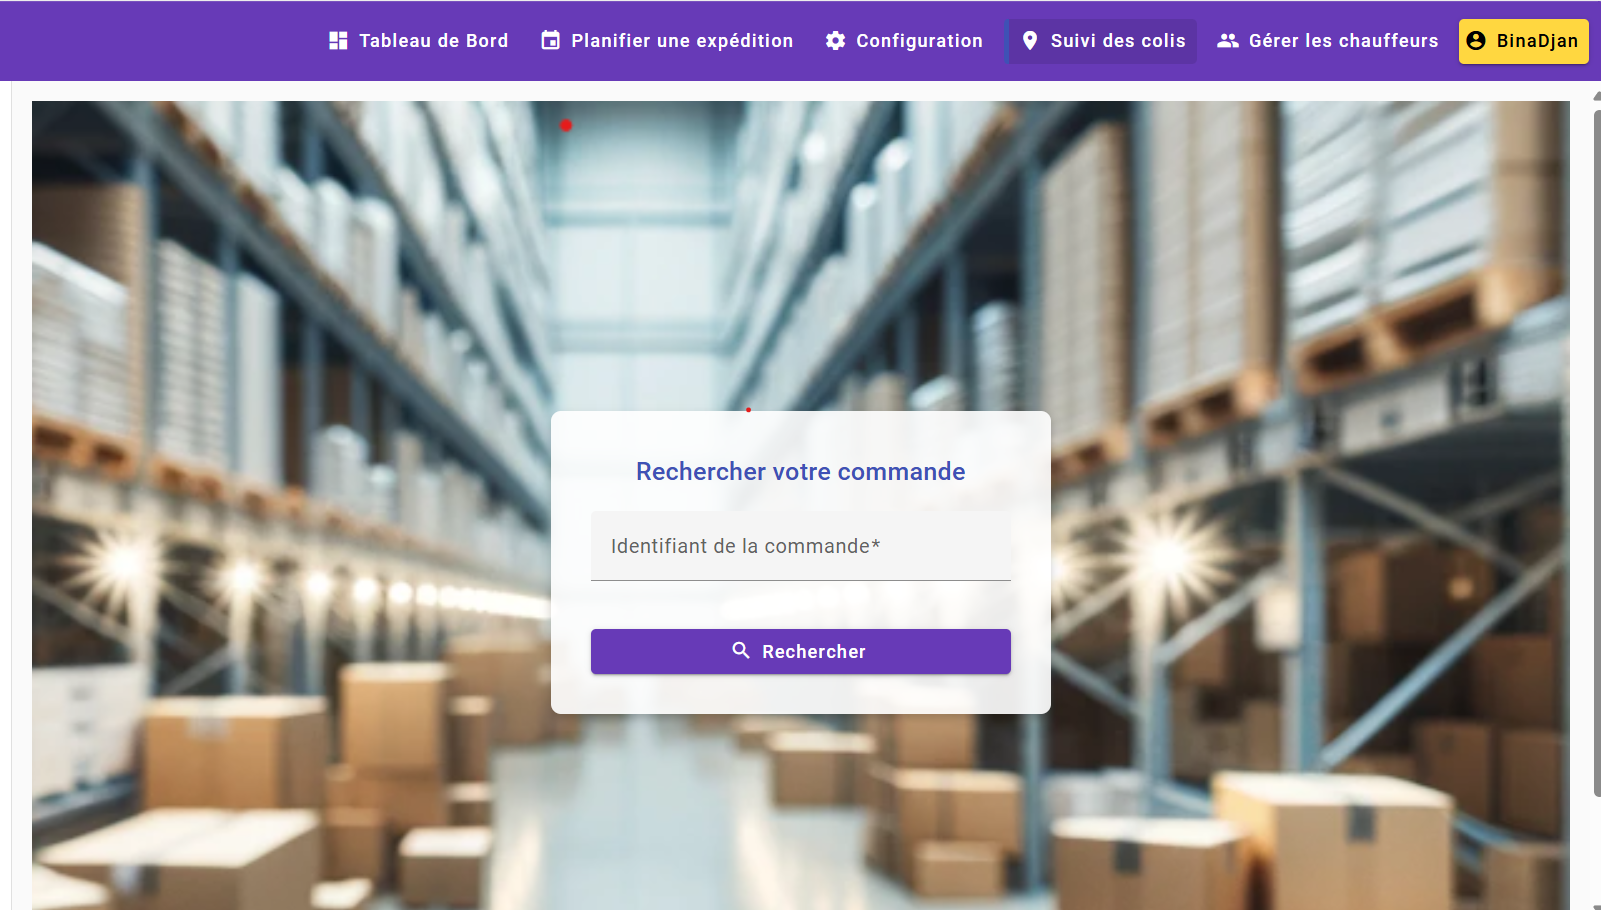 Tableau de Bord
Planifier une expédition
Configuration
Suivi des colis
Gérer les chauffeurs
BinaDjan
Rechercher votre commande
Identifiant de la commande*
Rechercher